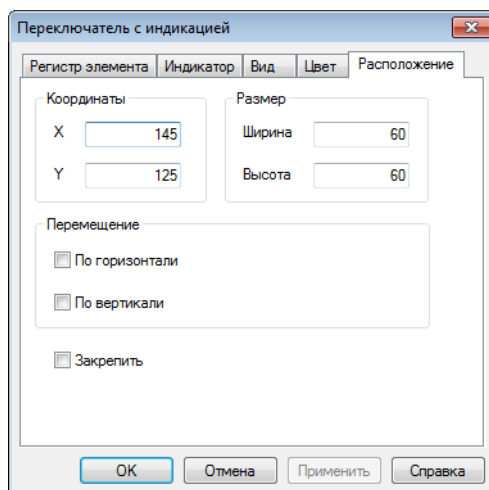 Переключатель с индикацией
Регистр элемента Индикатор Вид Цвет Расположение
Координаты Размер
X 145 Ширина 60
Y 125 Высота 60
Перемещение
По горизонтали
По вертикали
Закрепить
OK Отмена Применить Справка